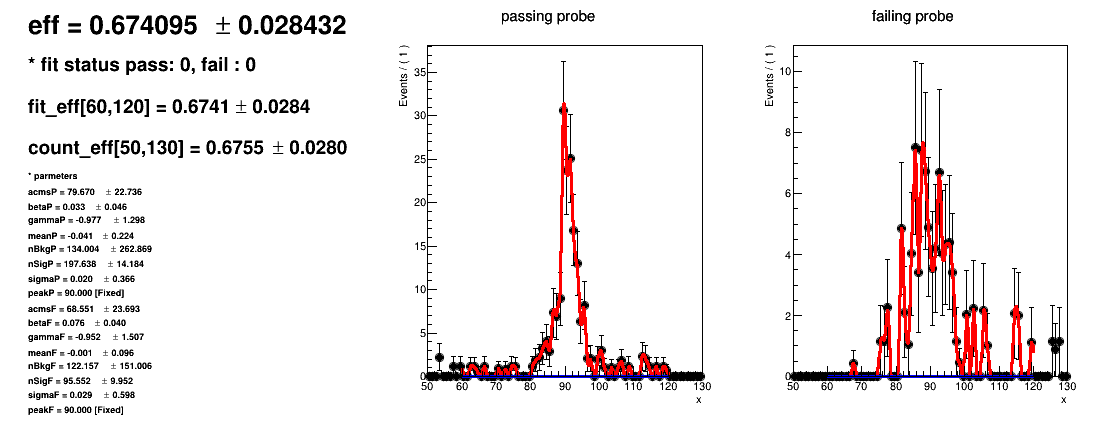 eff = 0.674095 ± 0.028432
* fit status pass: 0, fail : 0
fit_eff[60,120] = 0.6741 ± 0.0284
count_eff[50,130] = 0.6755 ± 0.0280
* parmeters
acmsP = 79.670 ± 22.736
betaP = 0.033 ± 0.046
gammaP = -0.977 ± 1.298
meanP = -0.041 ± 0.224
nBkgP = 134.004 ± 262.869
nSigP = 197.638 ± 14.184
sigmaP = 0.020 ± 0.366
peakP = 90.000 [Fixed]
acmsF = 68.551 ± 23.693
betaF = 0.076 ± 0.040
gammaF = -0.952 ± 1.507
meanF = -0.001 ± 0.096
nBkgF = 122.157 ± 151.006
nSigF = 95.552 ± 9.952
sigmaF = 0.029 ± 0.598
peakF = 90.000 [Fixed]
passing probe
Events / ( 1 )
35
30
25
20
15
10
5
0
50 60 70 80 90 100 110 120 130
x
failing probe
Events / ( 1 )
10
8
6
4
2
0
50 60 70 80 90 100 110 120 130
x